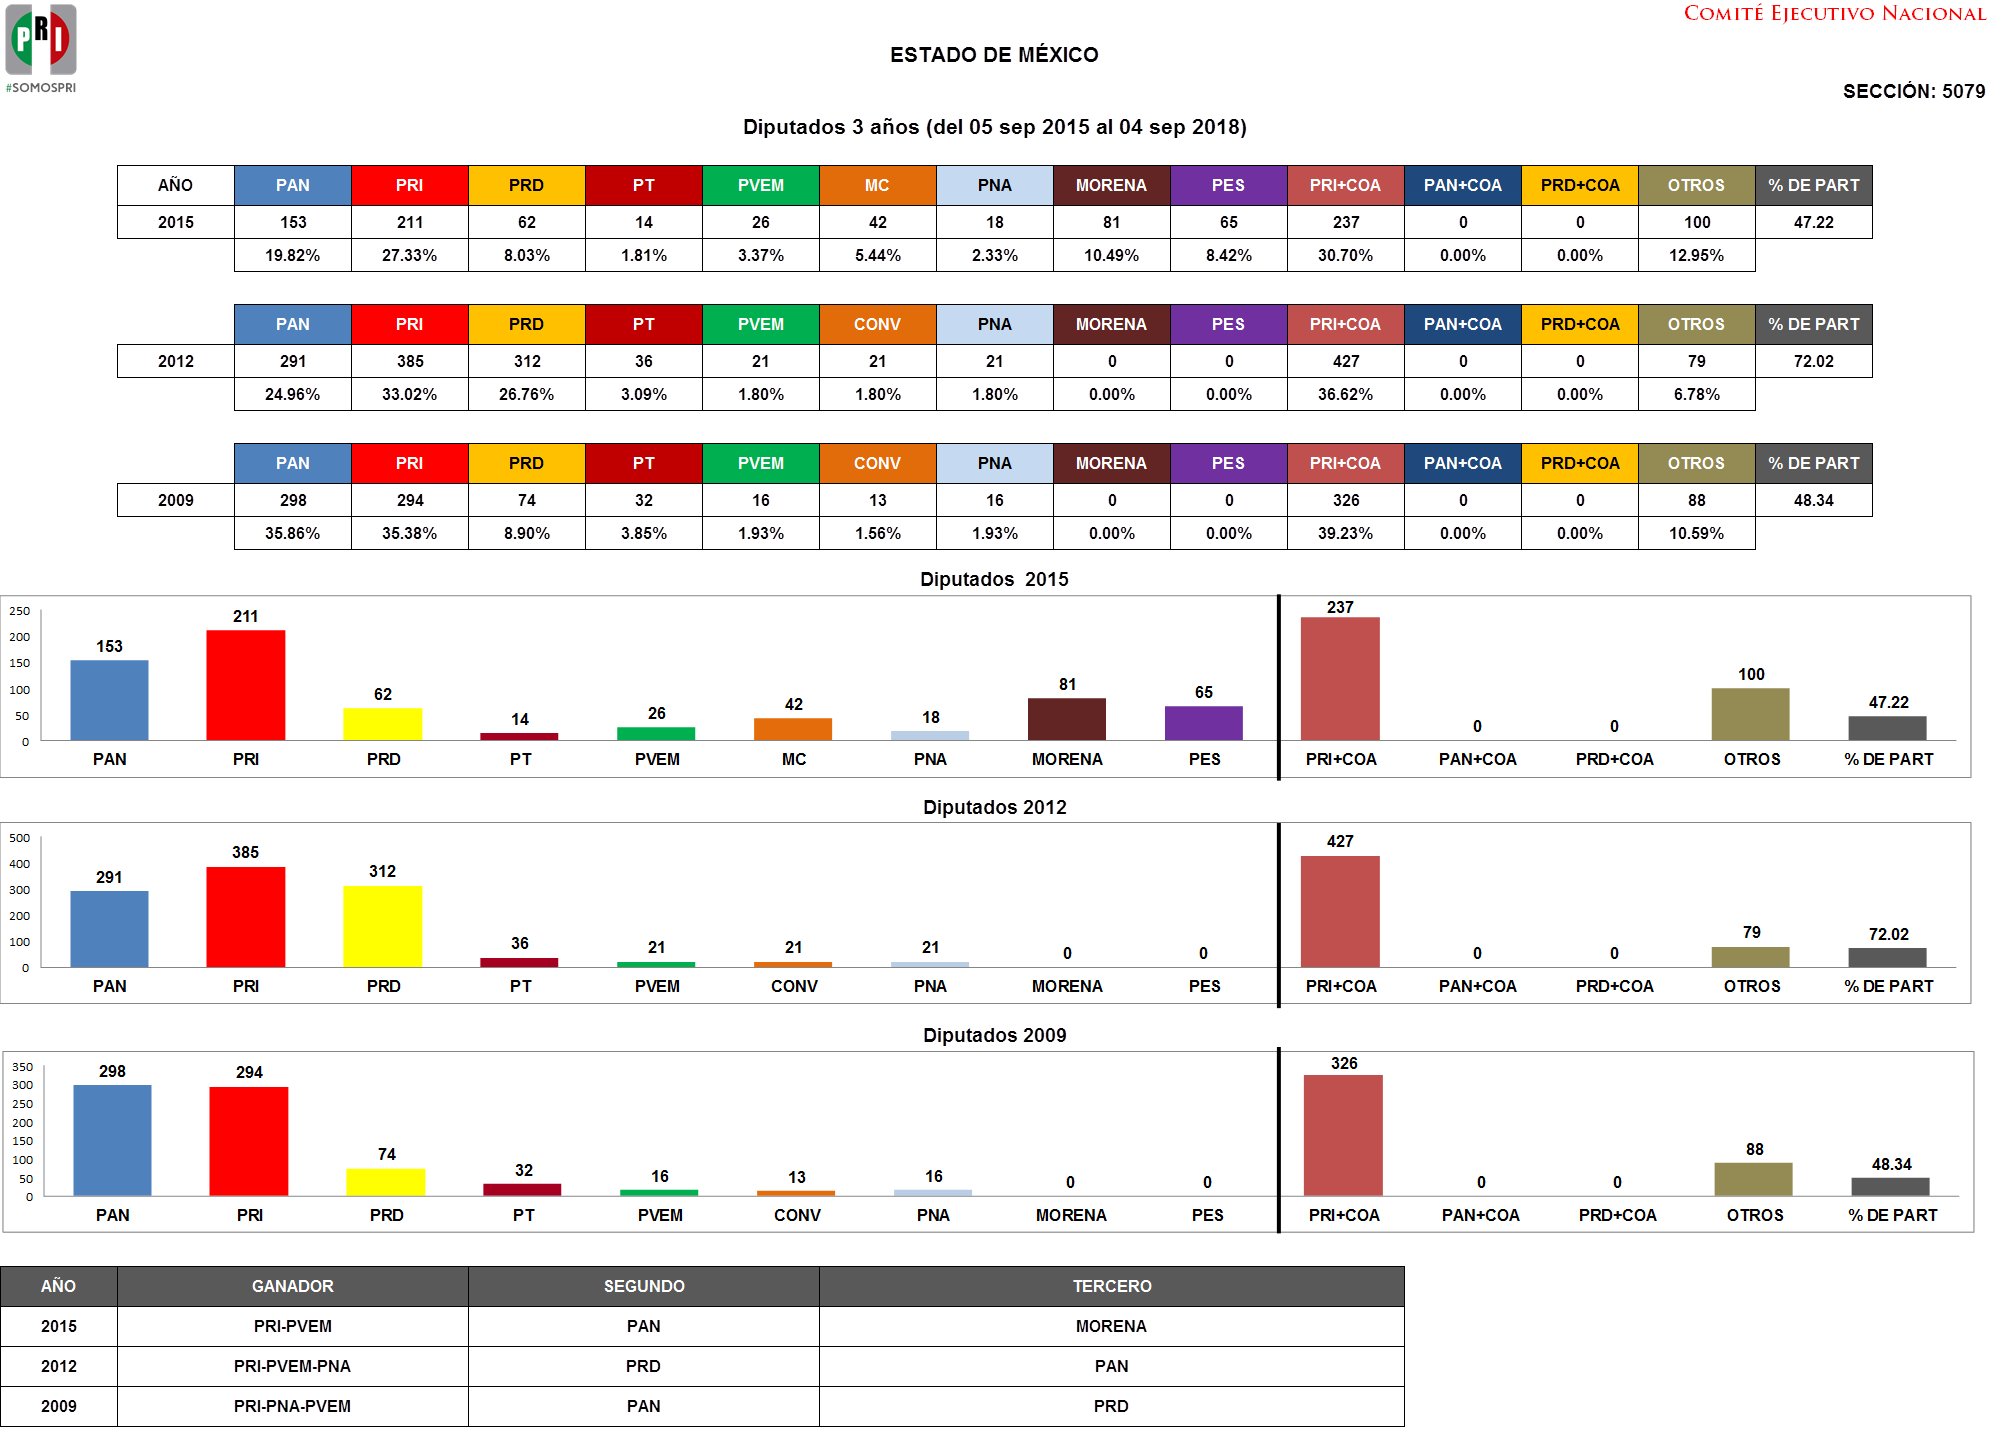 PRI
#SOMOSPRI
COMITÉ EJECUTIVO NACIONAL
ESTADO DE MÉXICO
SECCIÓN: 5079
Diputados 3 años (del 05 sep 2015 al 04 sep 2018)
AÑO PAN PRI PRD PT PVEM MC PNA MORENA PES PRI+COA PAN+COA PRD+COA OTROS % DE PART
2015 153 211 62 14 26 42 18 81 65 237 0 0 100 47.22
19.82% 27.33% 8.03% 1.81% 3.37% 5.44% 2.33% 10.49% 8.42% 30.70% 0.00% 0.00% 12.95%
PAN PRI PRD PT PVEM CONV PNA MORENA PES PRI+COA PAN+COA PRD+COA OTROS % DE PART
2012 291 385 312 36 21 21 21 0 0 427 0 0 79 72.02
24.96% 33.02% 26.76% 3.09% 1.80% 1.80% 1.80% 0.00% 0.00% 36.62% 0.00% 0.00% 6.78%
PAN PRI PRD PT PVEM CONV PNA MORENA PES PRI+COA PAN+COA PRD+COA OTROS % DE PART
2009 298 294 74 32 16 13 16 0 0 326 0 0 88 48.34
35.86% 35.38% 8.90% 3.85% 1.93% 1.56% 1.93% 0.00% 0.00% 39.23% 0.00% 0.00% 10.59%
Diputados  2015
250
200
150
100
50
0
153 211 62 14 26 42 18 81 65 237 0 0 100 47.22
PAN PRI PRD PT PVEM MC PNA MORENA PES PRI+COA PAN+COA PRD+COA OTROS % DE PART
Diputados 2012
500
400
300
200
100
0
291 385 312 36 21 21 21 0 0 427 0 0 79 72.02
PAN PRI PRD PT PVEM CONV PNA MORENA PES PRI+COA PAN+COA PRD+COA OTROS % DE PART
Diputados 2009
350
300
250
200
150
100
50
0
298 294 74 32 16 13 16 0 0 326 0 0 88 48.34
PAN PRI PRD PT PVEM CONV PNA MORENA PES PRI+COA PAN+COA PRD+COA OTROS % DE PART
AÑO GANADOR SEGUNDO TERCERO
2015 PRI-PVEM PAN MORENA
2012 PRI-PVEM-PNA PRD PAN
2009 PRI-PNA-PVEM PAN PRD